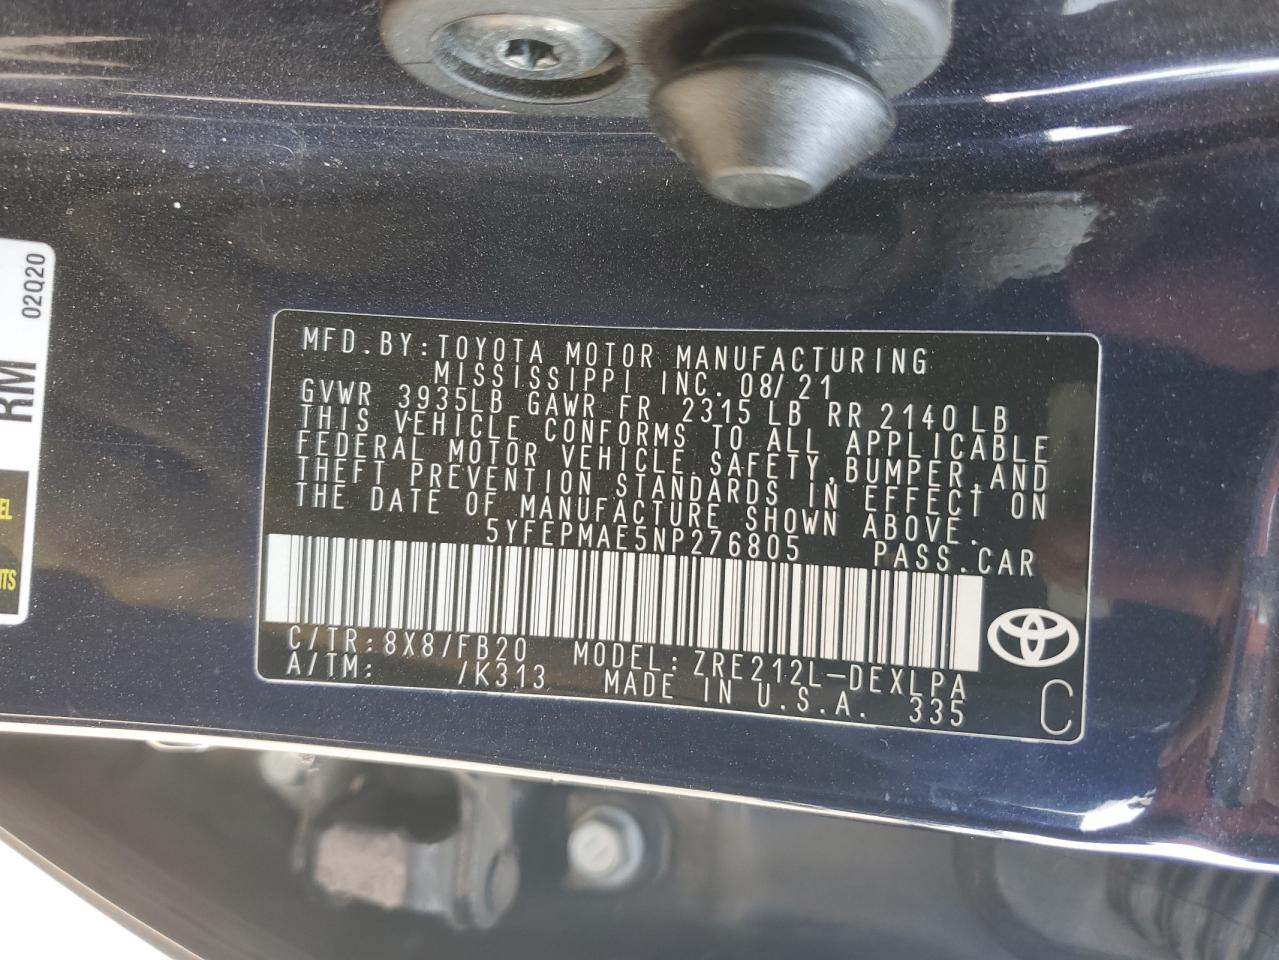 02Q20
RM
EL
ITS
MFD.BY:TOYOTA MOTOR MANUFACTURING
MISSISSIPPI INC. 08/21
GVWR 3935LB GAWR FR 2315 LB RR 2140 LB
THIS VEHICLE CONFORMS TO ALL APPLICABLE
FEDERAL MOTOR VEHICLE SAFETY,BUMPER,AND
THEFT PREVENTION STANDARDS IN EFFECT ON
THE DATE OF MANUFACTURE SHOWN ABOVE.
5YFEPMAE5NP276805 PASS.CAR
C/TR:8X8/FB20 MODEL:ZRE212L-DEXLPA
A/TM: /K313 MADE IN U.S.A. 335
C